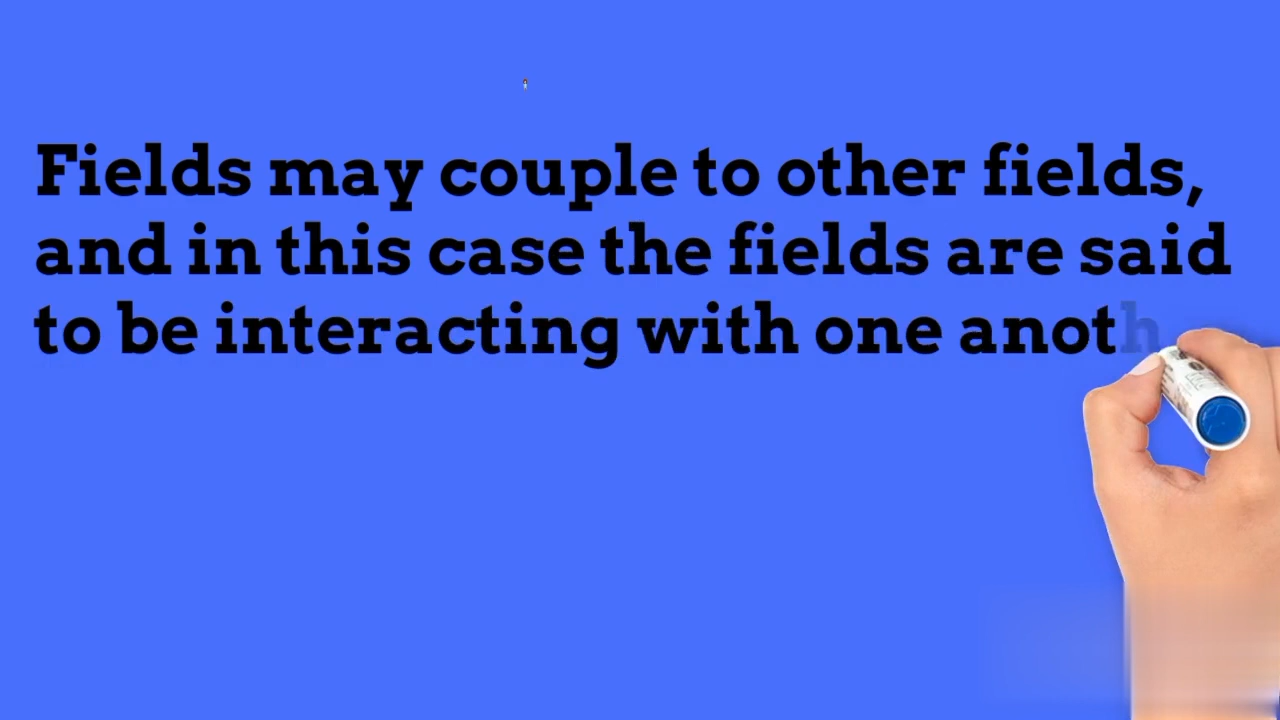 Fields may couple to other fields,
and in this case the fields are said
to be interacting with one anoth